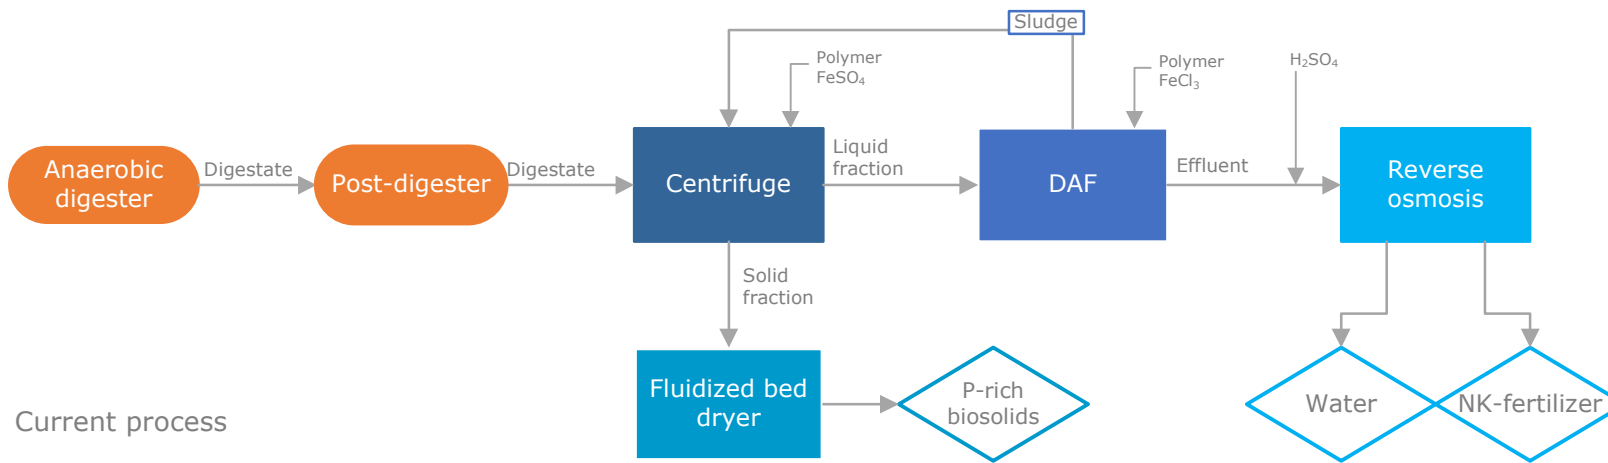 Sludge
Polymer
FeSO₄
Polymer
FeCl₃
H₂SO₄
Anaerobic
digester
Digestate
Post-digester
Digestate
Centrifuge
Liquid
fraction
DAF
Effluent
Reverse
osmosis
Solid
fraction
Fluidized bed
dryer
P-rich
biosolids
Water
NK-fertilizer
Current process